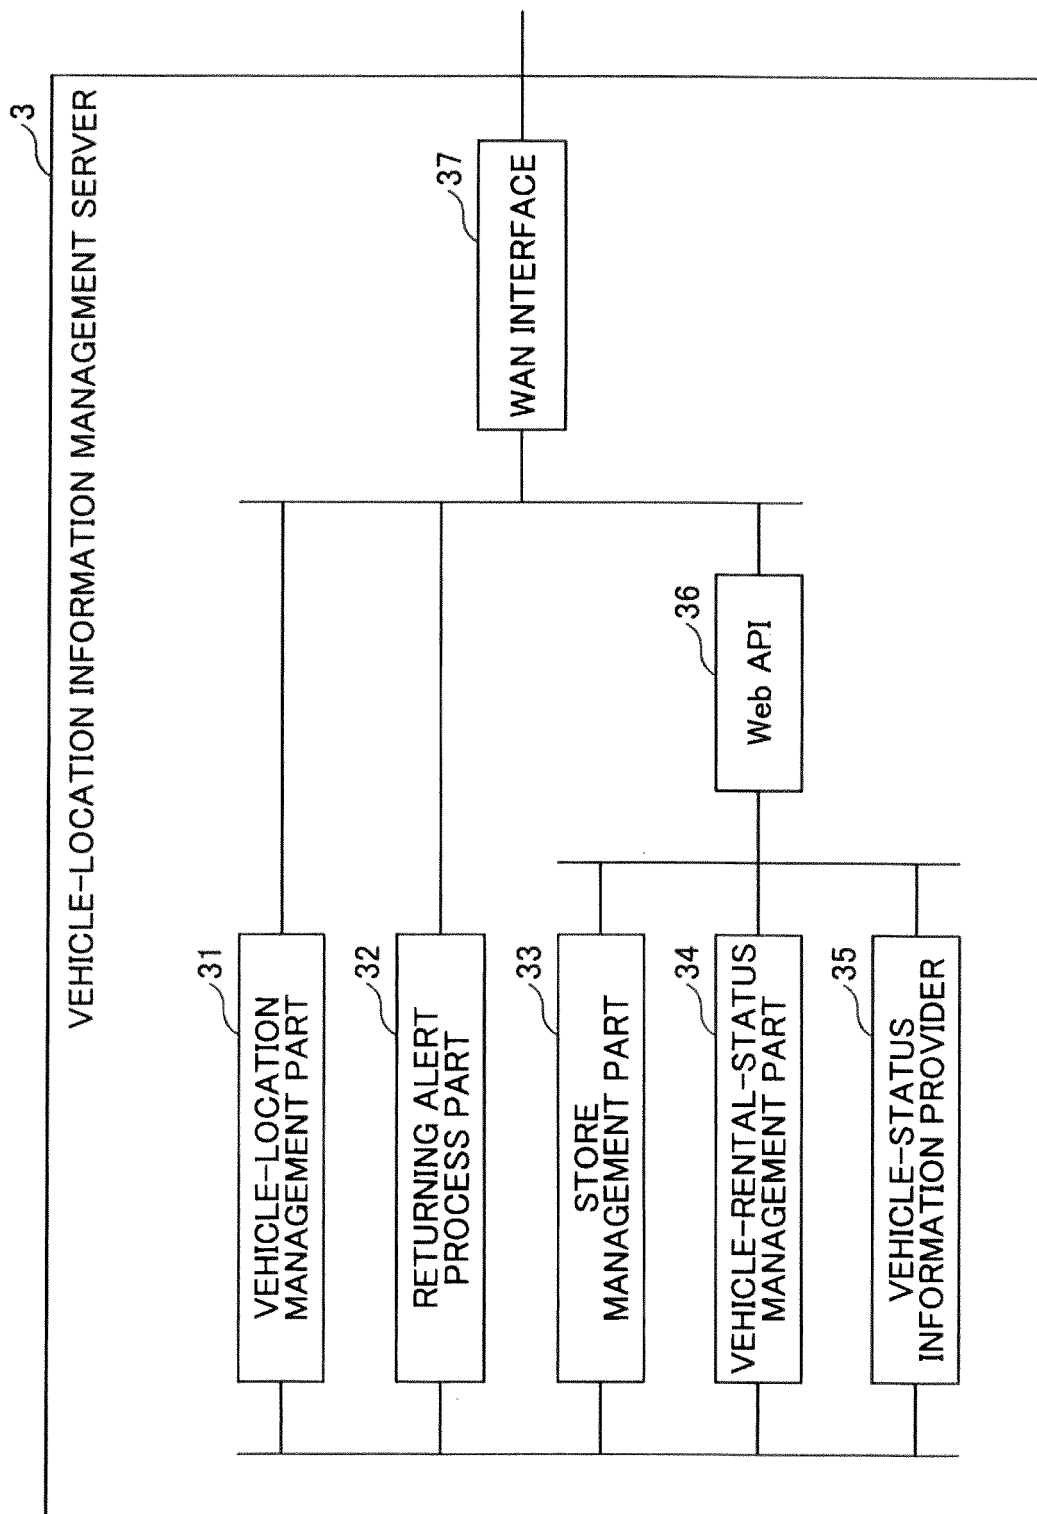 3
VEHICLE-LOCATION INFORMATION MANAGEMENT SERVER
31
VEHICLE-LOCATION
MANAGEMENT PART
32
RETURNING ALERT
PROCESS PART
33
STORE
MANAGEMENT PART
34
VEHICLE-RENTAL-STATUS
MANAGEMENT PART
35
VEHICLE-STATUS
INFORMATION PROVIDER
36
Web API
37
WAN INTERFACE